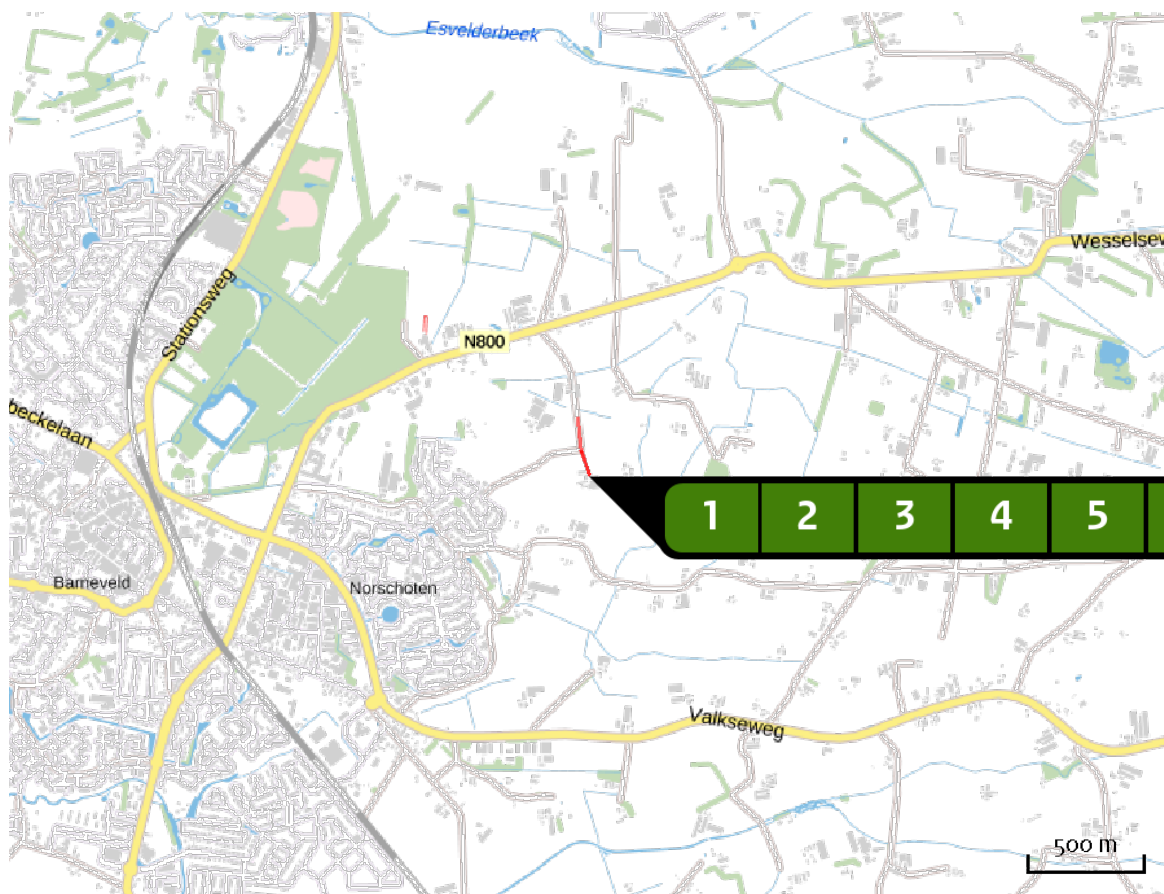 Esvelderbeek
Wesselsew
Stationsweg
N800
beckelaan
1 2 3 4 5
Barneveld
Norschoten
Valkseweg
500 m